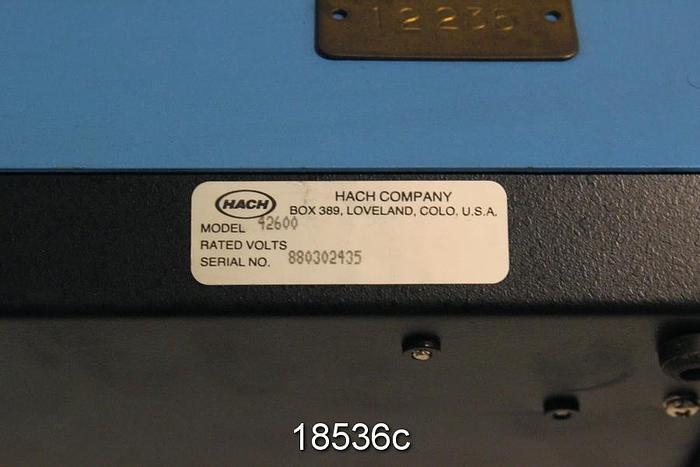 12235
HACH
HACH COMPANY
BOX 389, LOVELAND, COLO, U.S.A.
MODEL 42600
RATED VOLTS
SERIAL NO. 880302435
18536c